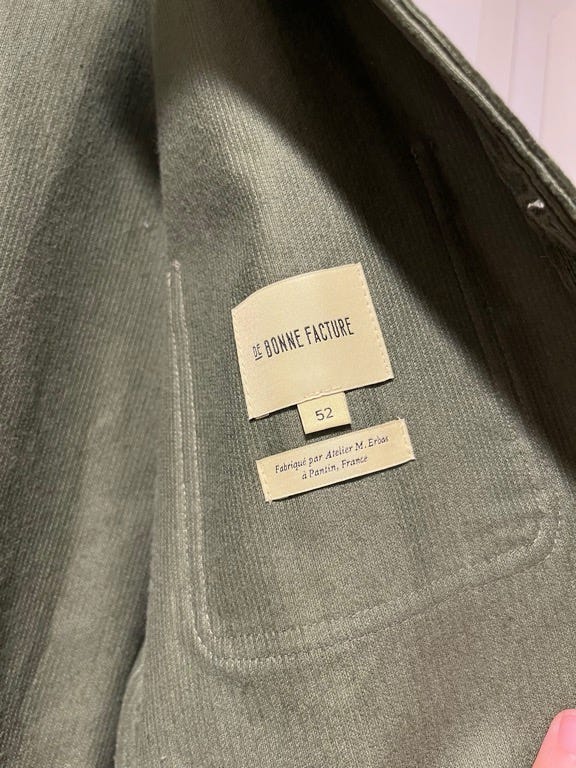 DE BONNE FACTURE
52
Fabriqué par Atelier M. Erbas
à Pantin, France